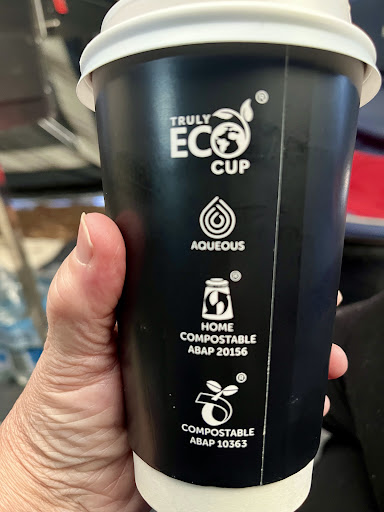 TRULY
ECO
CUP
®
AQUEOUS
®
HOME
COMPOSTABLE
ABAP 20156
®
COMPOSTABLE
ABAP 10363